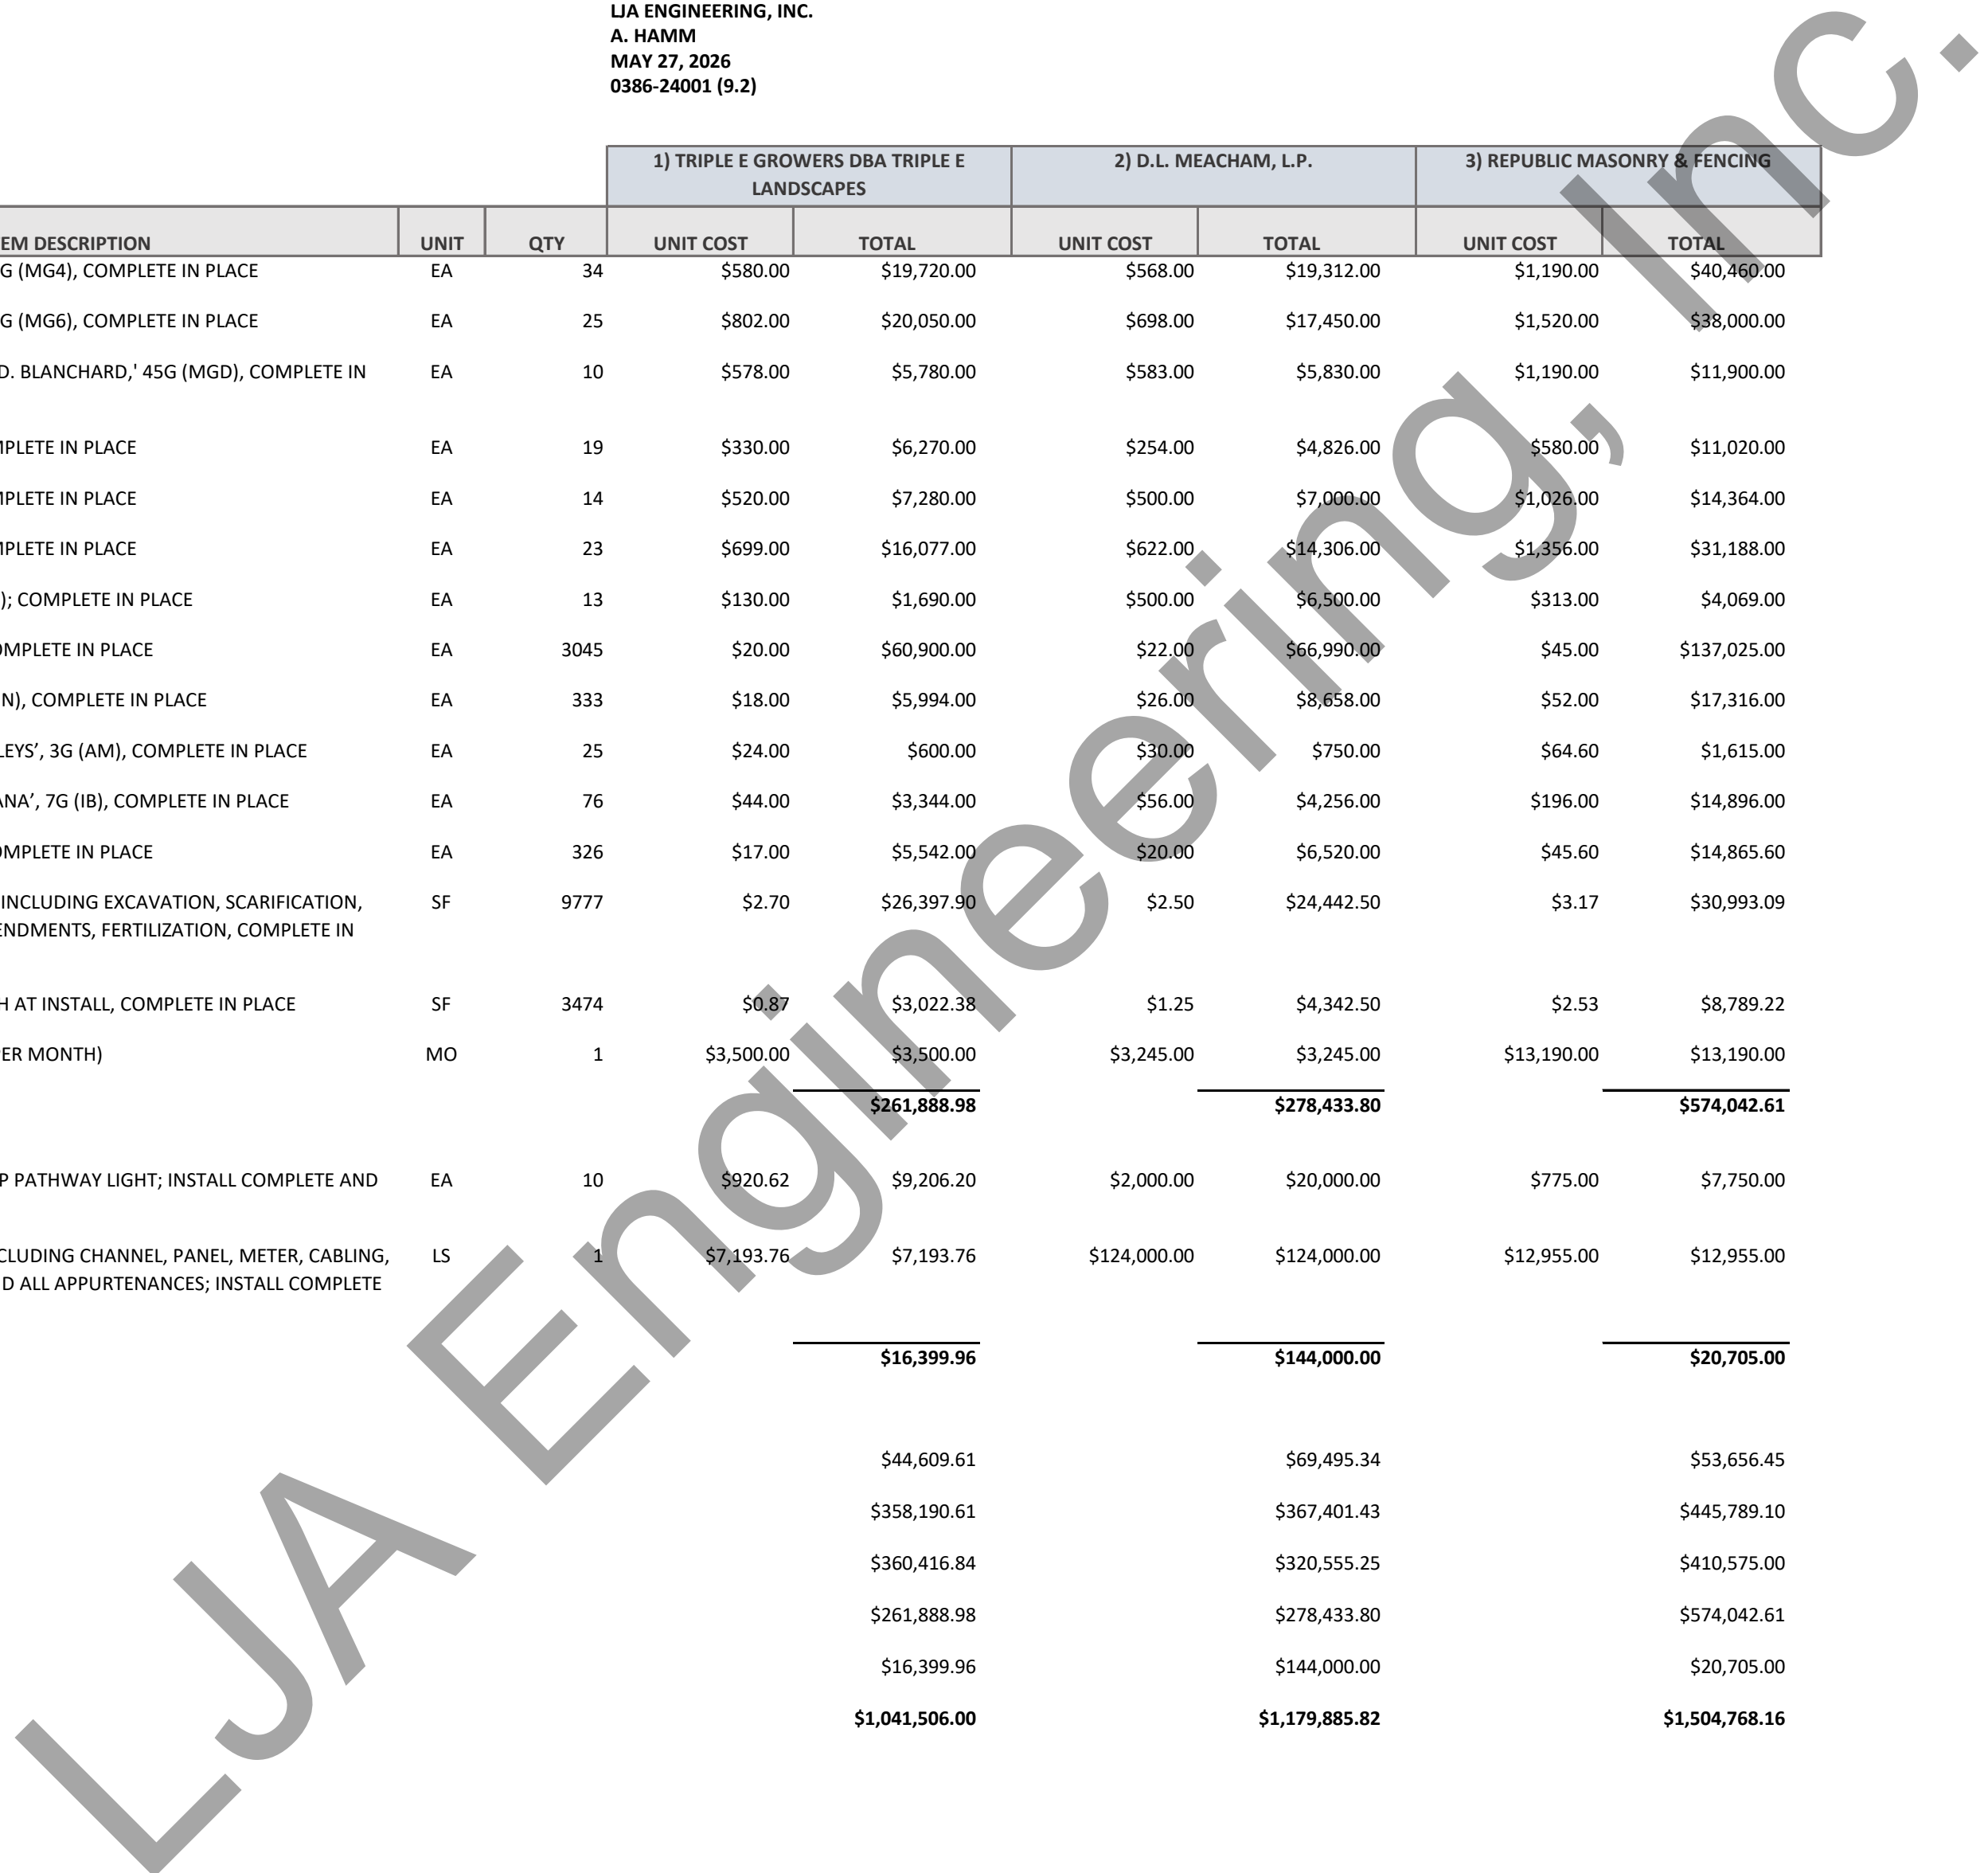 LJA ENGINEERING, INC.
A. HAMM
MAY 27, 2026
0386-24001 (9.2)
1) TRIPLE E GROWERS DBA TRIPLE E LANDSCAPES 2) D.L. MEACHAM, L.P. 3) REPUBLIC MASONRY & FENCING
EM DESCRIPTION UNIT QTY UNIT COST TOTAL UNIT COST TOTAL UNIT COST TOTAL
G (MG4), COMPLETE IN PLACE EA 34 $580.00 $19,720.00 $568.00 $19,312.00 $1,190.00 $40,460.00
G (MG6), COMPLETE IN PLACE EA 25 $802.00 $20,050.00 $698.00 $17,450.00 $1,520.00 $38,000.00
D. BLANCHARD,' 45G (MGD), COMPLETE IN EA 10 $578.00 $5,780.00 $583.00 $5,830.00 $1,190.00 $11,900.00
MPLETE IN PLACE EA 19 $330.00 $6,270.00 $254.00 $4,826.00 $580.00 $11,020.00
MPLETE IN PLACE EA 14 $520.00 $7,280.00 $500.00 $7,000.00 $1,026.00 $14,364.00
MPLETE IN PLACE EA 23 $699.00 $16,077.00 $622.00 $14,306.00 $1,356.00 $31,188.00
); COMPLETE IN PLACE EA 13 $130.00 $1,690.00 $500.00 $6,500.00 $313.00 $4,069.00
OMPLETE IN PLACE EA 3045 $20.00 $60,900.00 $22.00 $66,990.00 $45.00 $137,025.00
N), COMPLETE IN PLACE EA 333 $18.00 $5,994.00 $26.00 $8,658.00 $52.00 $17,316.00
LEYS’, 3G (AM), COMPLETE IN PLACE EA 25 $24.00 $600.00 $30.00 $750.00 $64.60 $1,615.00
ANA’, 7G (IB), COMPLETE IN PLACE EA 76 $44.00 $3,344.00 $56.00 $4,256.00 $196.00 $14,896.00
OMPLETE IN PLACE EA 326 $17.00 $5,542.00 $20.00 $6,520.00 $45.60 $14,865.60
INCLUDING EXCAVATION, SCARIFICATION, SF 9777 $2.70 $26,397.90 $2.50 $24,442.50 $3.17 $30,993.09
ENDMENTS, FERTILIZATION, COMPLETE IN
H AT INSTALL, COMPLETE IN PLACE SF 3474 $0.87 $3,022.38 $1.25 $4,342.50 $2.53 $8,789.22
PER MONTH) MO 1 $3,500.00 $3,500.00 $3,245.00 $3,245.00 $13,190.00 $13,190.00
$261,888.98 $278,433.80 $574,042.61
P PATHWAY LIGHT; INSTALL COMPLETE AND EA 10 $920.62 $9,206.20 $2,000.00 $20,000.00 $775.00 $7,750.00
CLUDING CHANNEL, PANEL, METER, CABLING, LS 1 $7,193.76 $7,193.76 $124,000.00 $124,000.00 $12,955.00 $12,955.00
D ALL APPURTENANCES; INSTALL COMPLETE
$16,399.96 $144,000.00 $20,705.00
$44,609.61 $69,495.34 $53,656.45
$358,190.61 $367,401.43 $445,789.10
$360,416.84 $320,555.25 $410,575.00
$261,888.98 $278,433.80 $574,042.61
$16,399.96 $144,000.00 $20,705.00
$1,041,506.00 $1,179,885.82 $1,504,768.16
LJA Engineering, Inc.